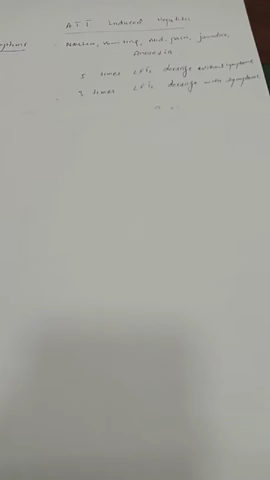 ATT Induced Hepatitis
Nausea, vomiting, Abd. pain, jaundice,
Anorexia
5 times LFTs derange without symptoms
3 times LFTs derange with symptoms